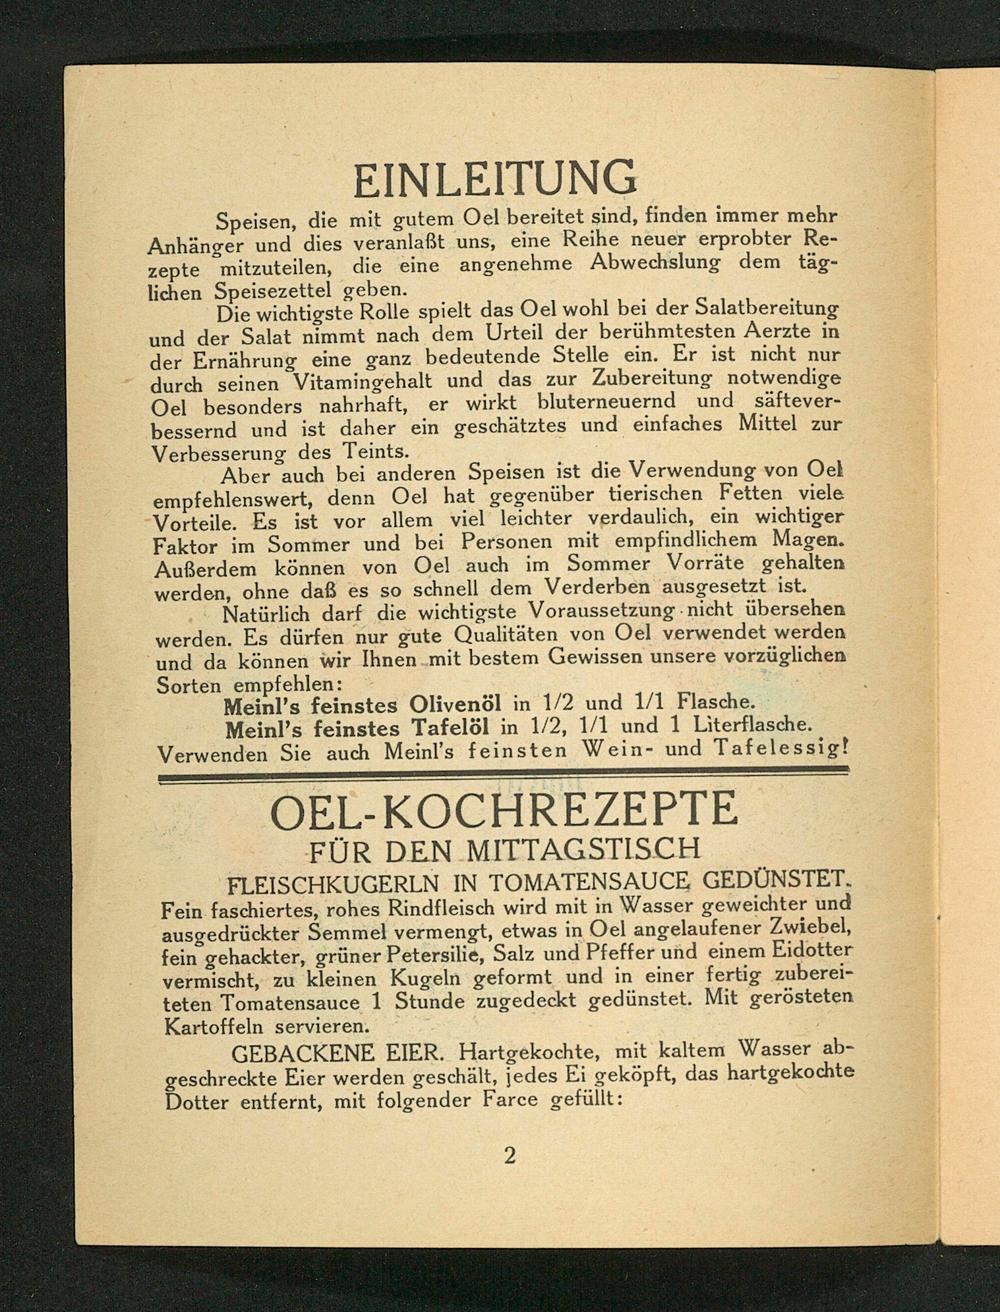 EINLEITUNG
Speisen, die mit gutem Oel bereitet sind, finden immer mehr
Anhänger und dies veranlaßt uns, eine Reihe neuer erprobter Re-
zepte mitzuteilen, die eine angenehme Abwechslung dem täg-
lichen Speisezettel geben.
Die wichtigste Rolle spielt das Oel wohl bei der Salatbereitung
und der Salat nimmt nach dem Urteil der berühmtesten Aerzte in
der Ernährung eine ganz bedeutende Stelle ein. Er ist nicht nur
durch seinen Vitamingehalt und das zur Zubereitung notwendige
Oel besonders nahrhaft, er wirkt bluterneuernd und säftever-
bessernd und ist daher ein geschätztes und einfaches Mittel zur
Verbesserung des Teints.
Aber auch bei anderen Speisen ist die Verwendung von Oel
empfehlenswert, denn Oel hat gegenüber tierischen Fetten viele
Vorteile. Es ist vor allem viel leichter verdaulich, ein wichtiger
Faktor im Sommer und bei Personen mit empfindlichem Magen.
Außerdem können von Oel auch im Sommer Vorräte gehalten
werden, ohne daß es so schnell dem Verderben ausgesetzt ist.
Natürlich darf die wichtigste Voraussetzung nicht übersehen
werden. Es dürfen nur gute Qualitäten von Oel verwendet werden
und da können wir Ihnen mit bestem Gewissen unsere vorzüglichen
Sorten empfehlen:
Meinl's feinstes Olivenöl in 1/2 und 1/1 Flasche.
Meinl's feinstes Tafelöl in 1/2, 1/1 und 1 Literflasche.
Verwenden Sie auch Meinl's feinsten Wein- und Tafelessig!
OEL-KOCHREZEPTE
FÜR DEN MITTAGSTISCH
FLEISCHKUGERLN IN TOMATENSAUCE GEDÜNSTET.
Fein faschiertes, rohes Rindfleisch wird mit in Wasser geweichter und
ausgedrückter Semmel vermengt, etwas in Oel angelaufener Zwiebel,
fein gehackter, grüner Petersilie, Salz und Pfeffer und einem Eidotter
vermischt, zu kleinen Kugeln geformt und in einer fertig zuberei-
teten Tomatensauce 1 Stunde zugedeckt gedünstet. Mit gerösteten
Kartoffeln servieren.
GEBACKENE EIER. Hartgekochte, mit kaltem Wasser ab-
geschreckte Eier werden geschält, jedes Ei geköpft, das hartgekochte
Dotter entfernt, mit folgender Farce gefüllt:
2